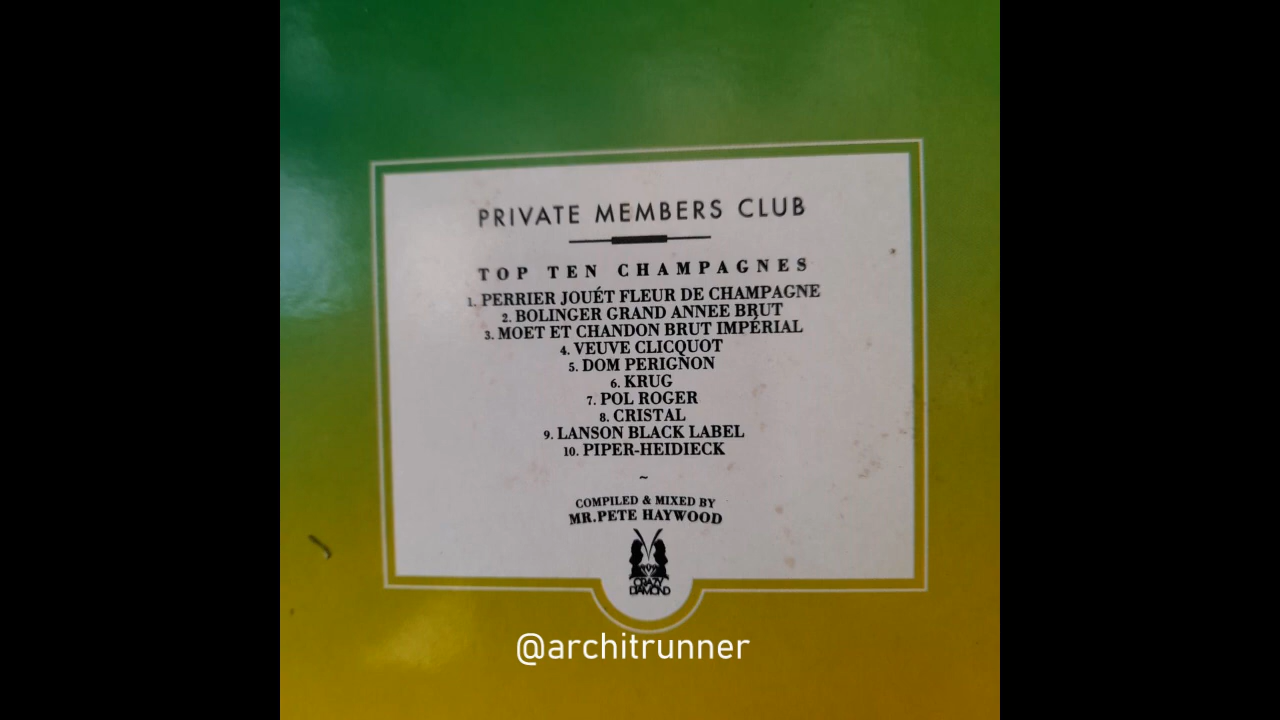 PRIVATE MEMBERS CLUB
TOP TEN CHAMPAGNES
1. PERRIER JOUÉT FLEUR DE CHAMPAGNE
2. BOLINGER GRAND ANNEE BRUT
3. MOET ET CHANDON BRUT IMPÉRIAL
4. VEUVE CLICQUOT
5. DOM PERIGNON
6. KRUG
7. POL ROGER
8. CRISTAL
9. LANSON BLACK LABEL
10. PIPER-HEIDIECK
~
COMPILED & MIXED BY
MR.PETE HAYWOOD
CRAZY
DIAMOND
@architrunner